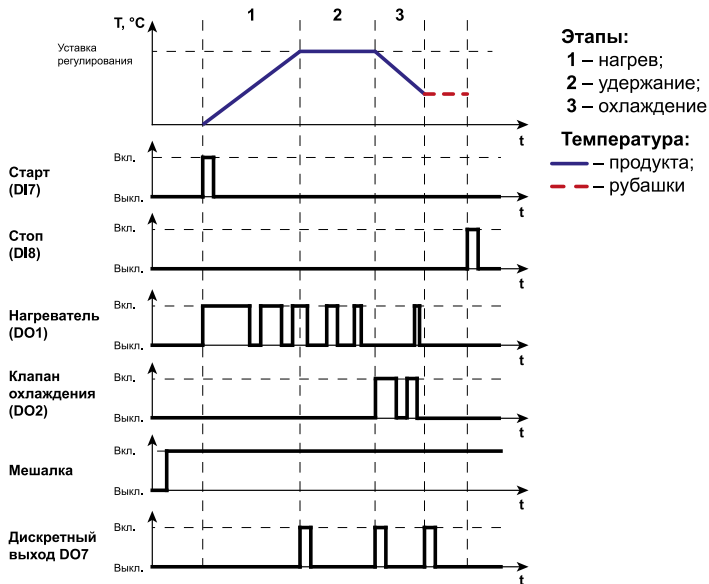 T, °C
1
2
3
Уставка
регулирования
t
Этапы:
1 – нагрев;
2 – удержание;
3 – охлаждение
Температура:
– продукта;
– рубашки
Старт
(DI7)
Вкл.
Выкл.
t
Стоп
(DI8)
Вкл.
Выкл.
t
Нагреватель
(DO1)
Вкл.
Выкл.
t
Клапан
охлаждения
(DO2)
Вкл.
Выкл.
t
Мешалка
Вкл.
Выкл.
t
Дискретный
выход DO7
Вкл.
Выкл.
t